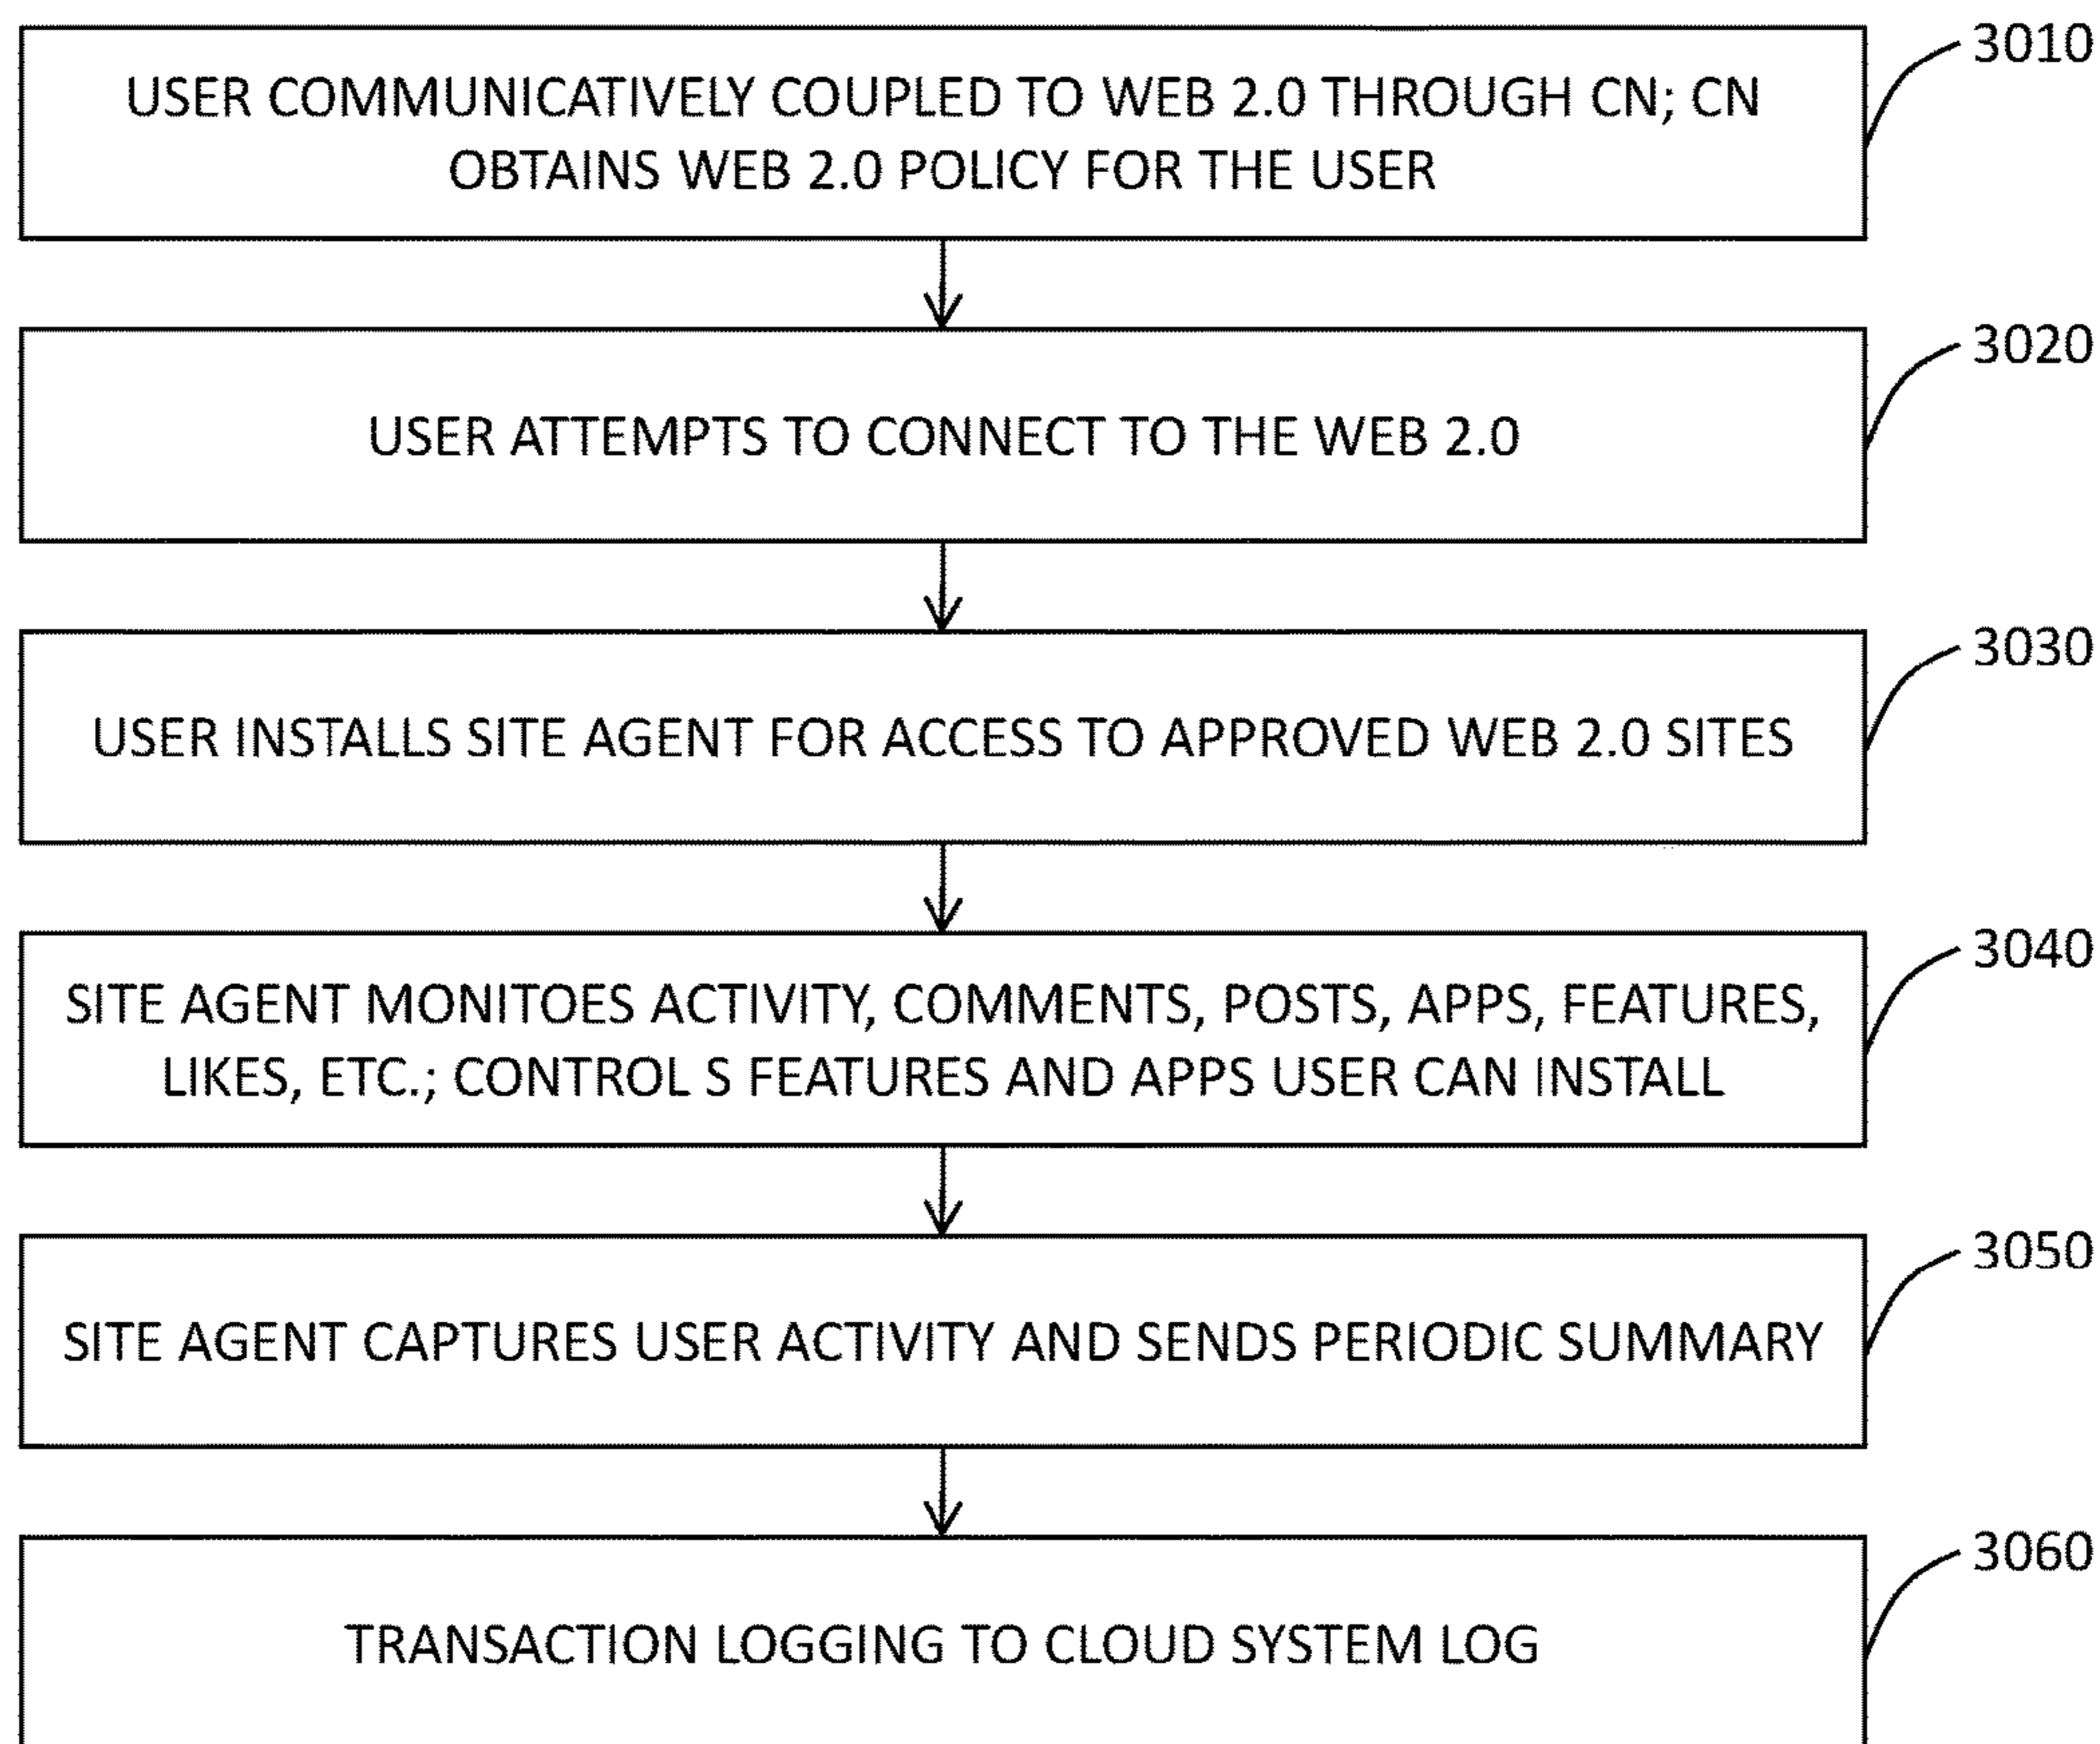 3010
USER COMMUNICATIVELY COUPLED TO WEB 2.0 THROUGH CN; CN
OBTAINS WEB 2.0 POLICY FOR THE USER
3020
USER ATTEMPTS TO CONNECT TO THE WEB 2.0
3030
USER INSTALLS SITE AGENT FOR ACCESS TO APPROVED WEB 2.0 SITES
3040
SITE AGENT MONITOES ACTIVITY, COMMENTS, POSTS, APPS, FEATURES,
LIKES, ETC.; CONTROL S FEATURES AND APPS USER CAN INSTALL
3050
SITE AGENT CAPTURES USER ACTIVITY AND SENDS PERIODIC SUMMARY
3060
TRANSACTION LOGGING TO CLOUD SYSTEM LOG